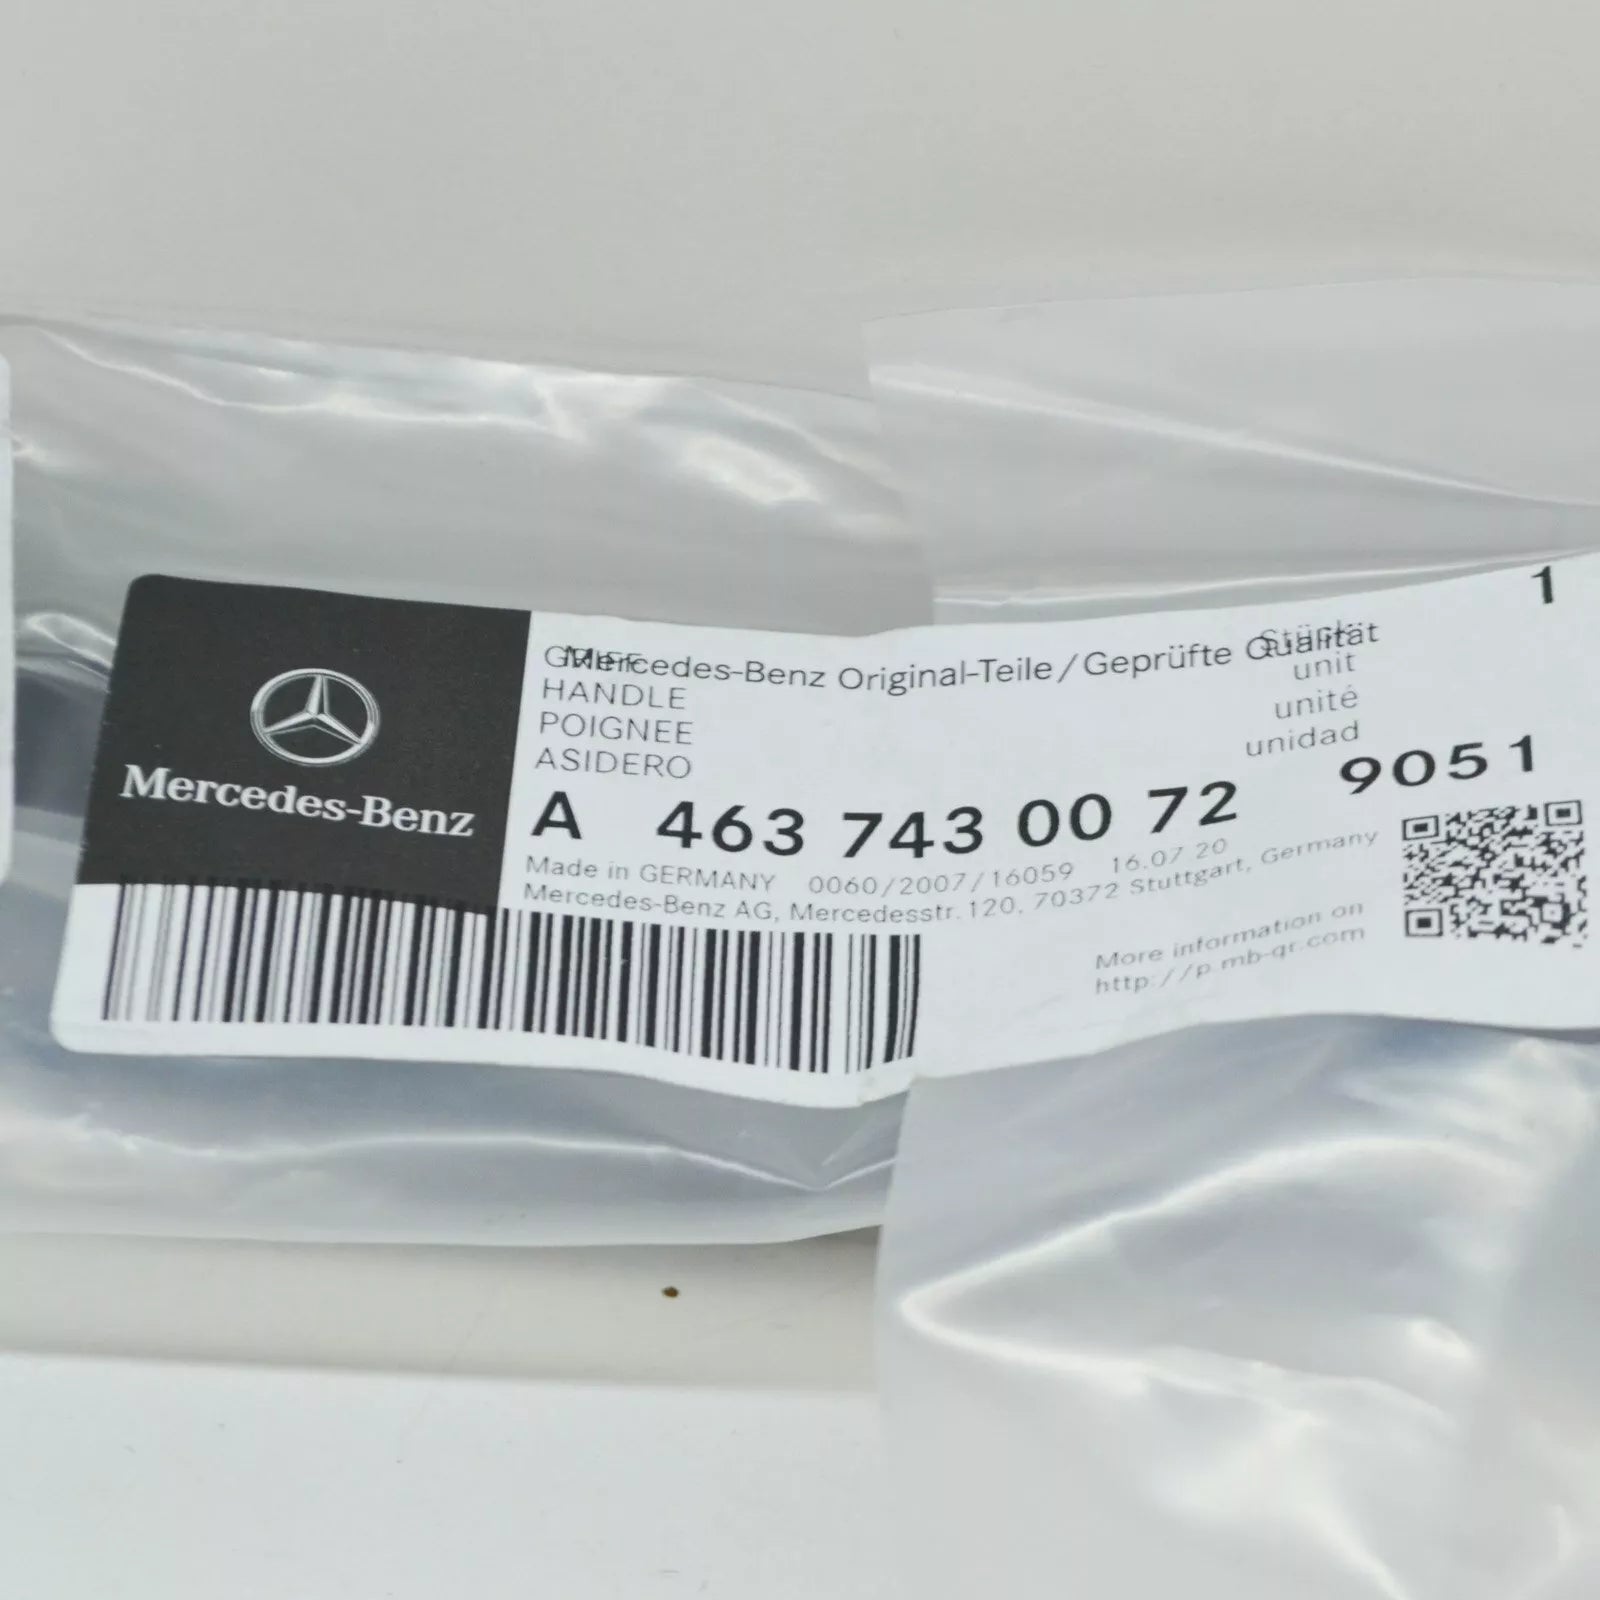 Mercedes-Benz
GRIFF
Mercedes-Benz Original-Teile/Geprüfte Qualität
Stück
1
HANDLE
unit
POIGNEE
unité
ASIDERO
unidad
A 463 743 00 72 9051
Made in GERMANY 0060/2007/16059 16.07.20
Mercedes-Benz AG, Mercedesstr. 120, 70372 Stuttgart, Germany
More information on
http://p.mb-qr.com